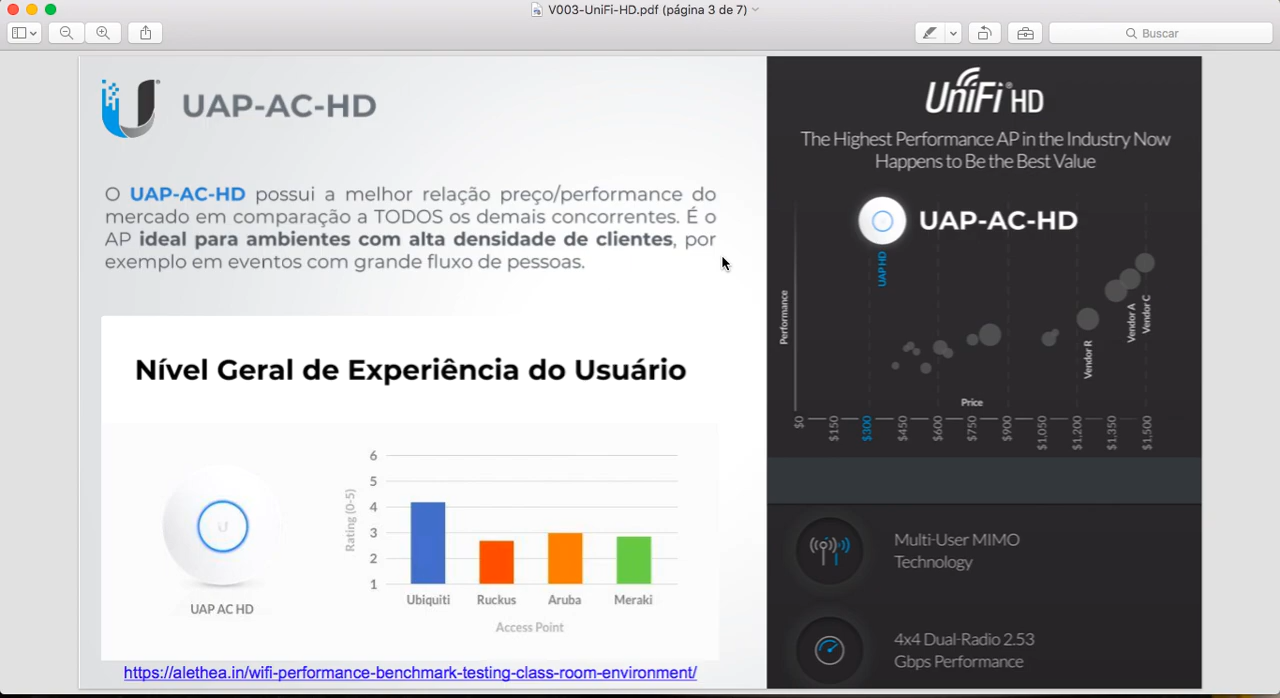 V003-UniFi-HD.pdf (página 3 de 7)
Buscar
UAP-AC-HD
O UAP-AC-HD possui a melhor relação preço/performance do
mercado em comparação a TODOS os demais concorrentes. É o
AP ideal para ambientes com alta densidade de clientes, por
exemplo em eventos com grande fluxo de pessoas.
Nível Geral de Experiência do Usuário
UAP AC HD
Rating (0-5)
6
5
4
3
2
1
Ubiquiti Ruckus Aruba Meraki
Access Point
https://alethea.in/wifi-performance-benchmark-testing-class-room-environment/
UniFi® HD
The Highest Performance AP in the Industry Now
Happens to Be the Best Value
UAP-AC-HD
UAP HD
Performance
Vendor R
Vendor A
Vendor C
Price
$0 $150 $300 $450 $600 $750 $900 $1,050 $1,200 $1,350 $1,500
Multi-User MIMO
Technology
4x4 Dual-Radio 2.53
Gbps Performance